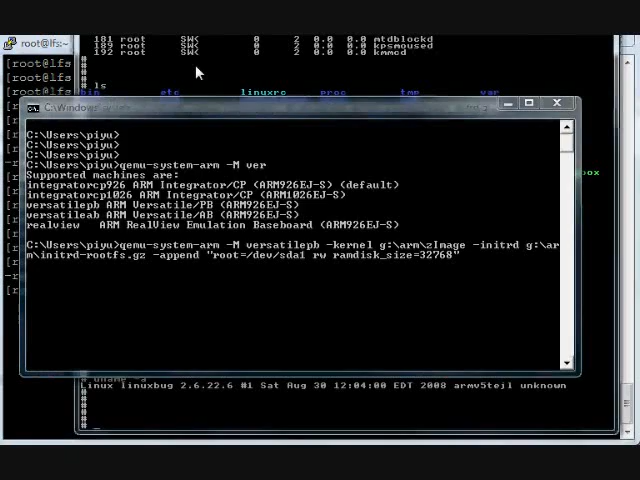 root@lfs:~
181 root SW< 0 2 0.0 0.0 mtdblockd
189 root SW< 0 2 0.0 0.0 kpsmoused
192 root SW< 0 2 0.0 0.0 kmmcd
[root@lfs
[root@lfs
[root@lfs
#
#
#
# ls
bin etc linuxrc proc tmp var
C:\Windows\
C:\Users\piyu>
C:\Users\piyu>
C:\Users\piyu>
C:\Users\piyu>qemu-system-arm -M ver
Supported machines are:
integratorcp926 ARM Integrator/CP (ARM926EJ-S) (default)
integratorcp1026 ARM Integrator/CP (ARM1026EJ-S)
versatilepb ARM Versatile/PB (ARM926EJ-S)
versatileab ARM Versatile/AB (ARM926EJ-S)
realview ARM RealView Emulation Baseboard (ARM926EJ-S)
C:\Users\piyu>qemu-system-arm -M versatilepb -kernel g:\arm\zImage -initrd g:\ar
m\initrd-rootfs.gz -append "root=/dev/sda1 rw ramdisk_size=32768"
box
# uname -a
Linux linuxbug 2.6.22.6 #1 Sat Aug 30 12:04:00 EDT 2008 armv5tejl unknown
#
#
#
# _